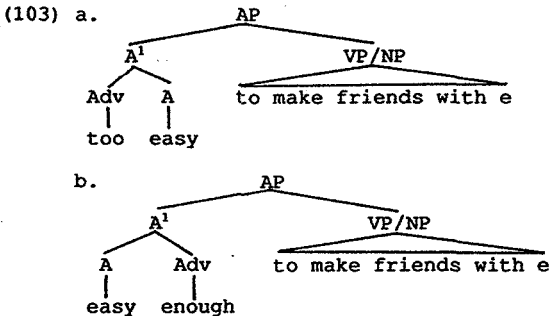 (103) a. AP
A¹ VP/NP
Adv A to make friends with e
too easy
b. AP
A¹ VP/NP
A Adv to make friends with e
easy enough